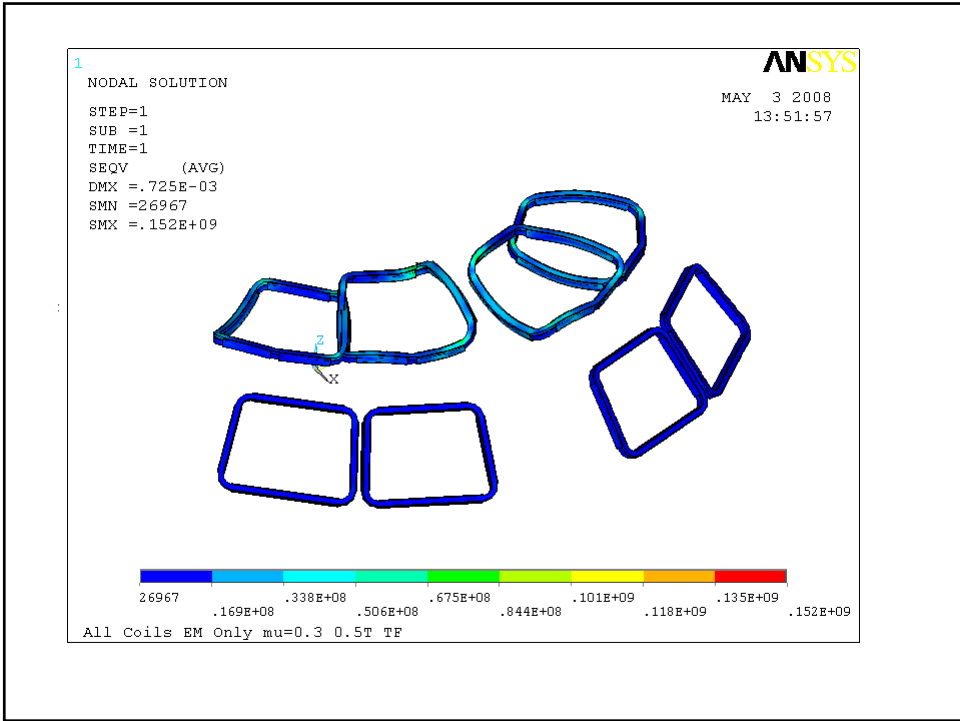 1
ANSYS
NODAL SOLUTION
MAY 3 2008
13:51:57
STEP=1
SUB =1
TIME=1
SEQV (AVG)
DMX =.725E-03
SMN =26967
SMX =.152E+09
Z
X
26967 .338E+08 .675E+08 .101E+09 .135E+09
.169E+08 .506E+08 .844E+08 .118E+09 .152E+09
All Coils EM Only mu=0.3 0.5T TF